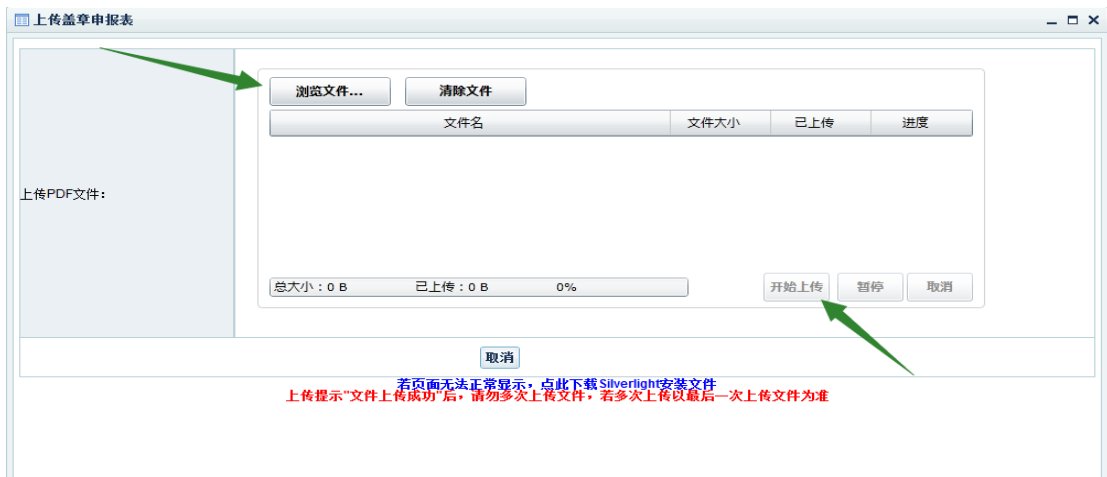 上传盖章申报表
浏览文件... 清除文件
文件名 文件大小 已上传 进度
上传PDF文件：
总大小：0 B 已上传：0 B 0% 开始上传 暂停 取消
取消
若页面无法正常显示，点此下载Silverlight安装文件
上传提示"文件上传成功"后，请勿多次上传文件，若多次上传以最后一次上传文件为准